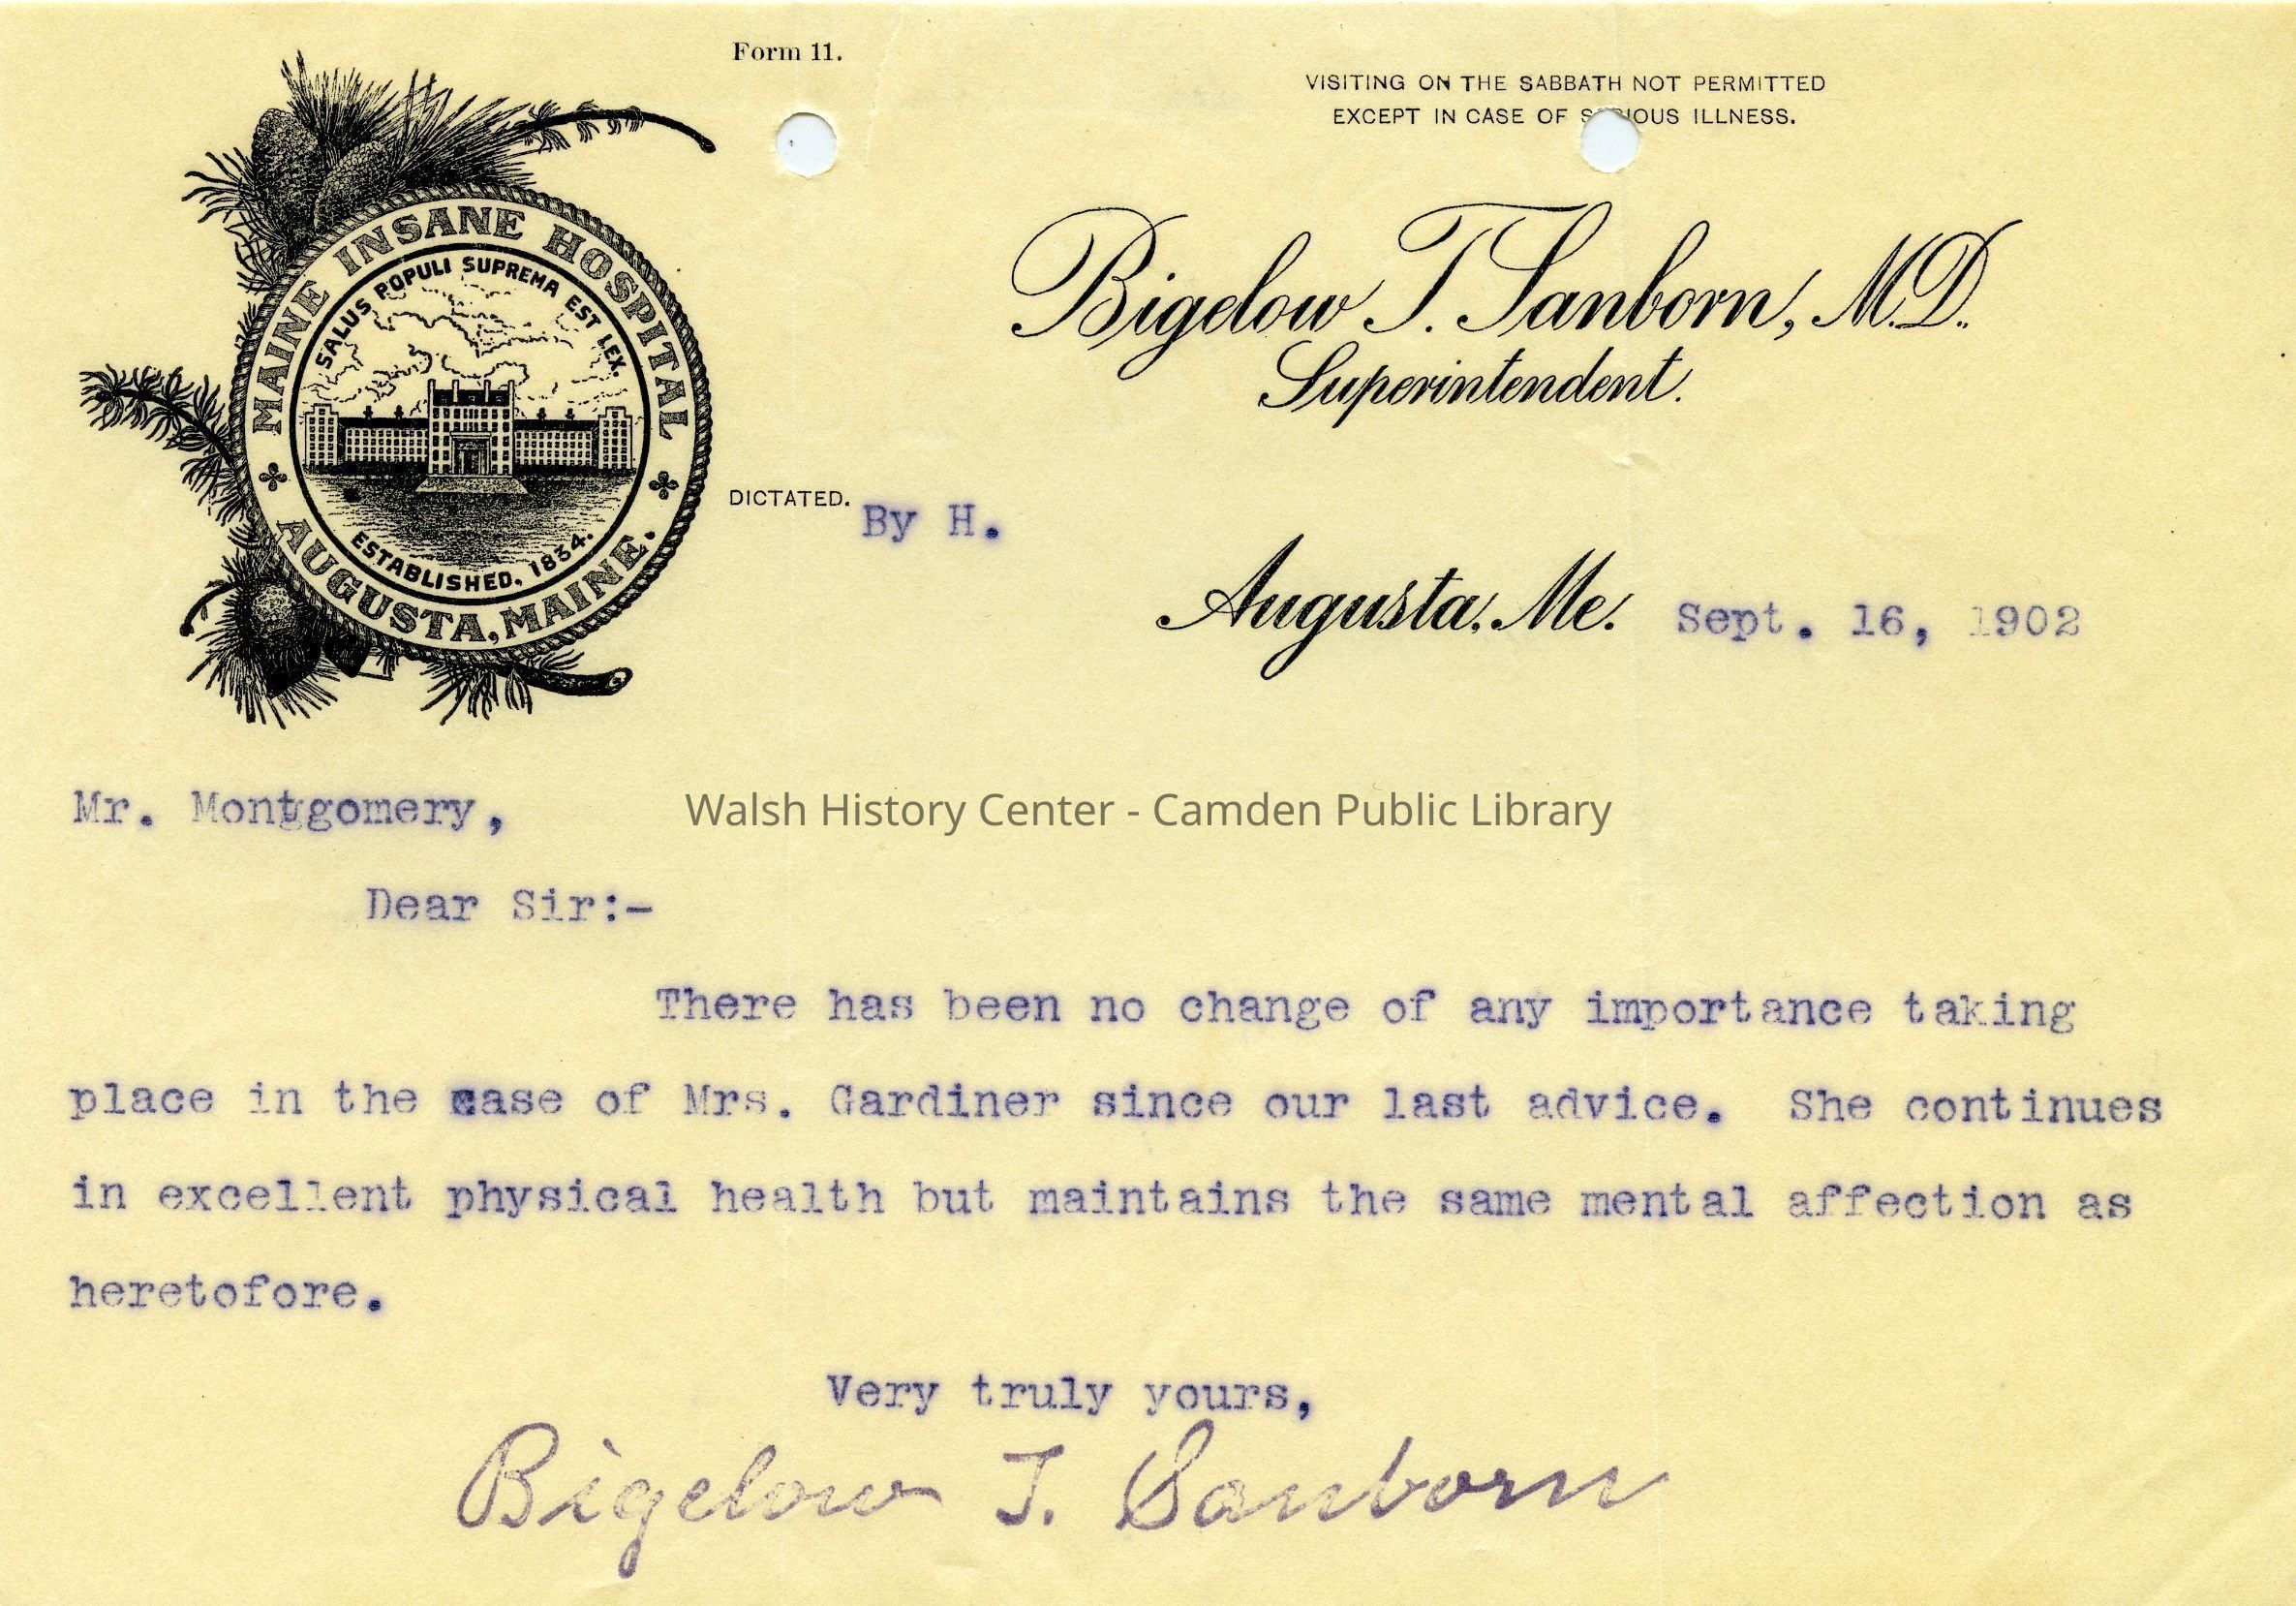 Form 11.
VISITING ON THE SABBATH NOT PERMITTED
EXCEPT IN CASE OF SERIOUS ILLNESS.
MAINE INSANE HOSPITAL
SALUS POPULI SUPREMA EST LEX.
ESTABLISHED, 1834.
AUGUSTA, MAINE.
Bigelow T. Sanborn, M.D.
Superintendent.
DICTATED. By H.
Augusta, Me. Sept. 16, 1902
Mr. Montgomery,
Walsh History Center - Camden Public Library
Dear Sir:-
There has been no change of any importance taking
place in the case of Mrs. Gardiner since our last advice. She continues
in excellent physical health but maintains the same mental affection as
heretofore.
Very truly yours,
Bigelow T. Sanborn